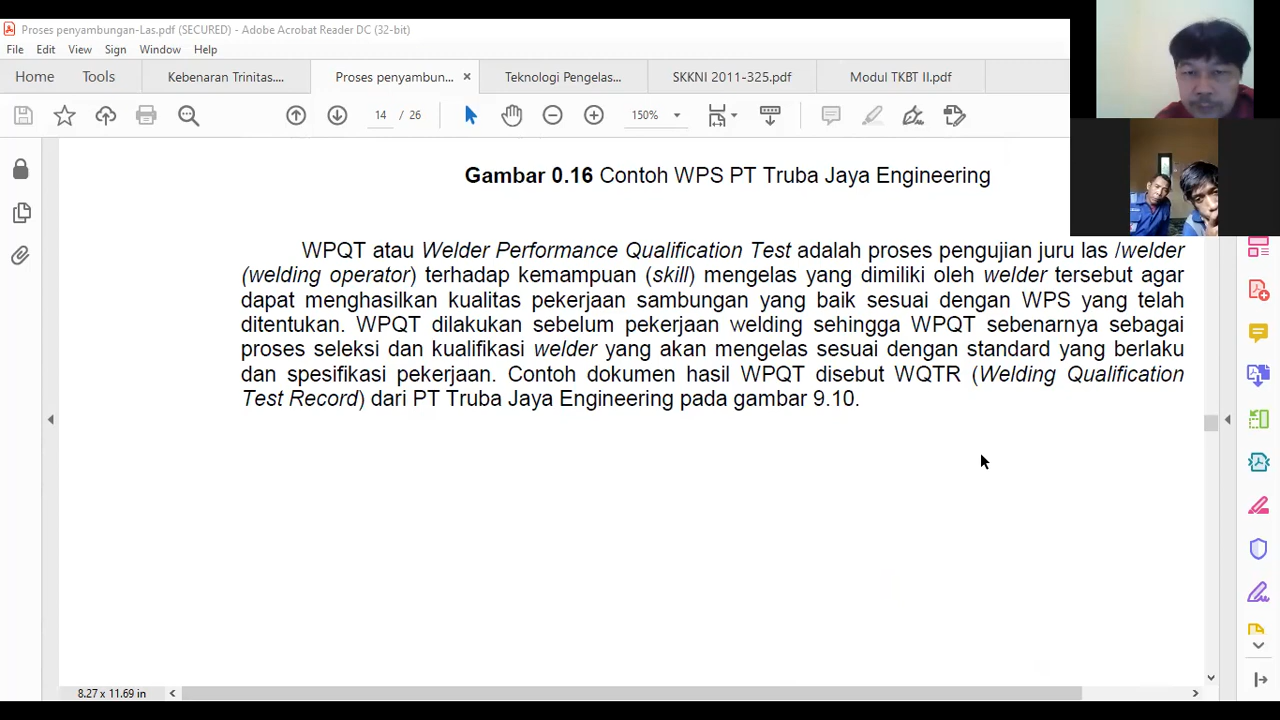 Proses penyambungan-Las.pdf (SECURED) - Adobe Acrobat Reader DC (32-bit)
File Edit View Sign Window Help
Home Tools Kebenaran Trinitas.... Proses penyambun... × Teknologi Pengelas... SKKNI 2011-325.pdf Modul TKBT II.pdf
14 / 26 150%
Gambar 0.16 Contoh WPS PT Truba Jaya Engineering
WPQT atau Welder Performance Qualification Test adalah proses pengujian juru las /welder
(welding operator) terhadap kemampuan (skill) mengelas yang dimiliki oleh welder tersebut agar
dapat menghasilkan kualitas pekerjaan sambungan yang baik sesuai dengan WPS yang telah
ditentukan. WPQT dilakukan sebelum pekerjaan welding sehingga WPQT sebenarnya sebagai
proses seleksi dan kualifikasi welder yang akan mengelas sesuai dengan standard yang berlaku
dan spesifikasi pekerjaan. Contoh dokumen hasil WPQT disebut WQTR (Welding Qualification
Test Record) dari PT Truba Jaya Engineering pada gambar 9.10.
8.27 x 11.69 in